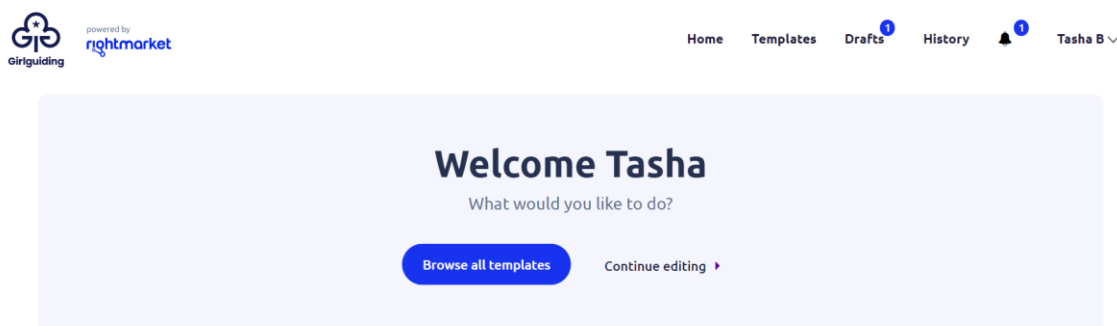 powered by
rightmarket
Girlguiding
Home Templates Drafts 1 History 1 Tasha B
Welcome Tasha
What would you like to do?
Browse all templates Continue editing